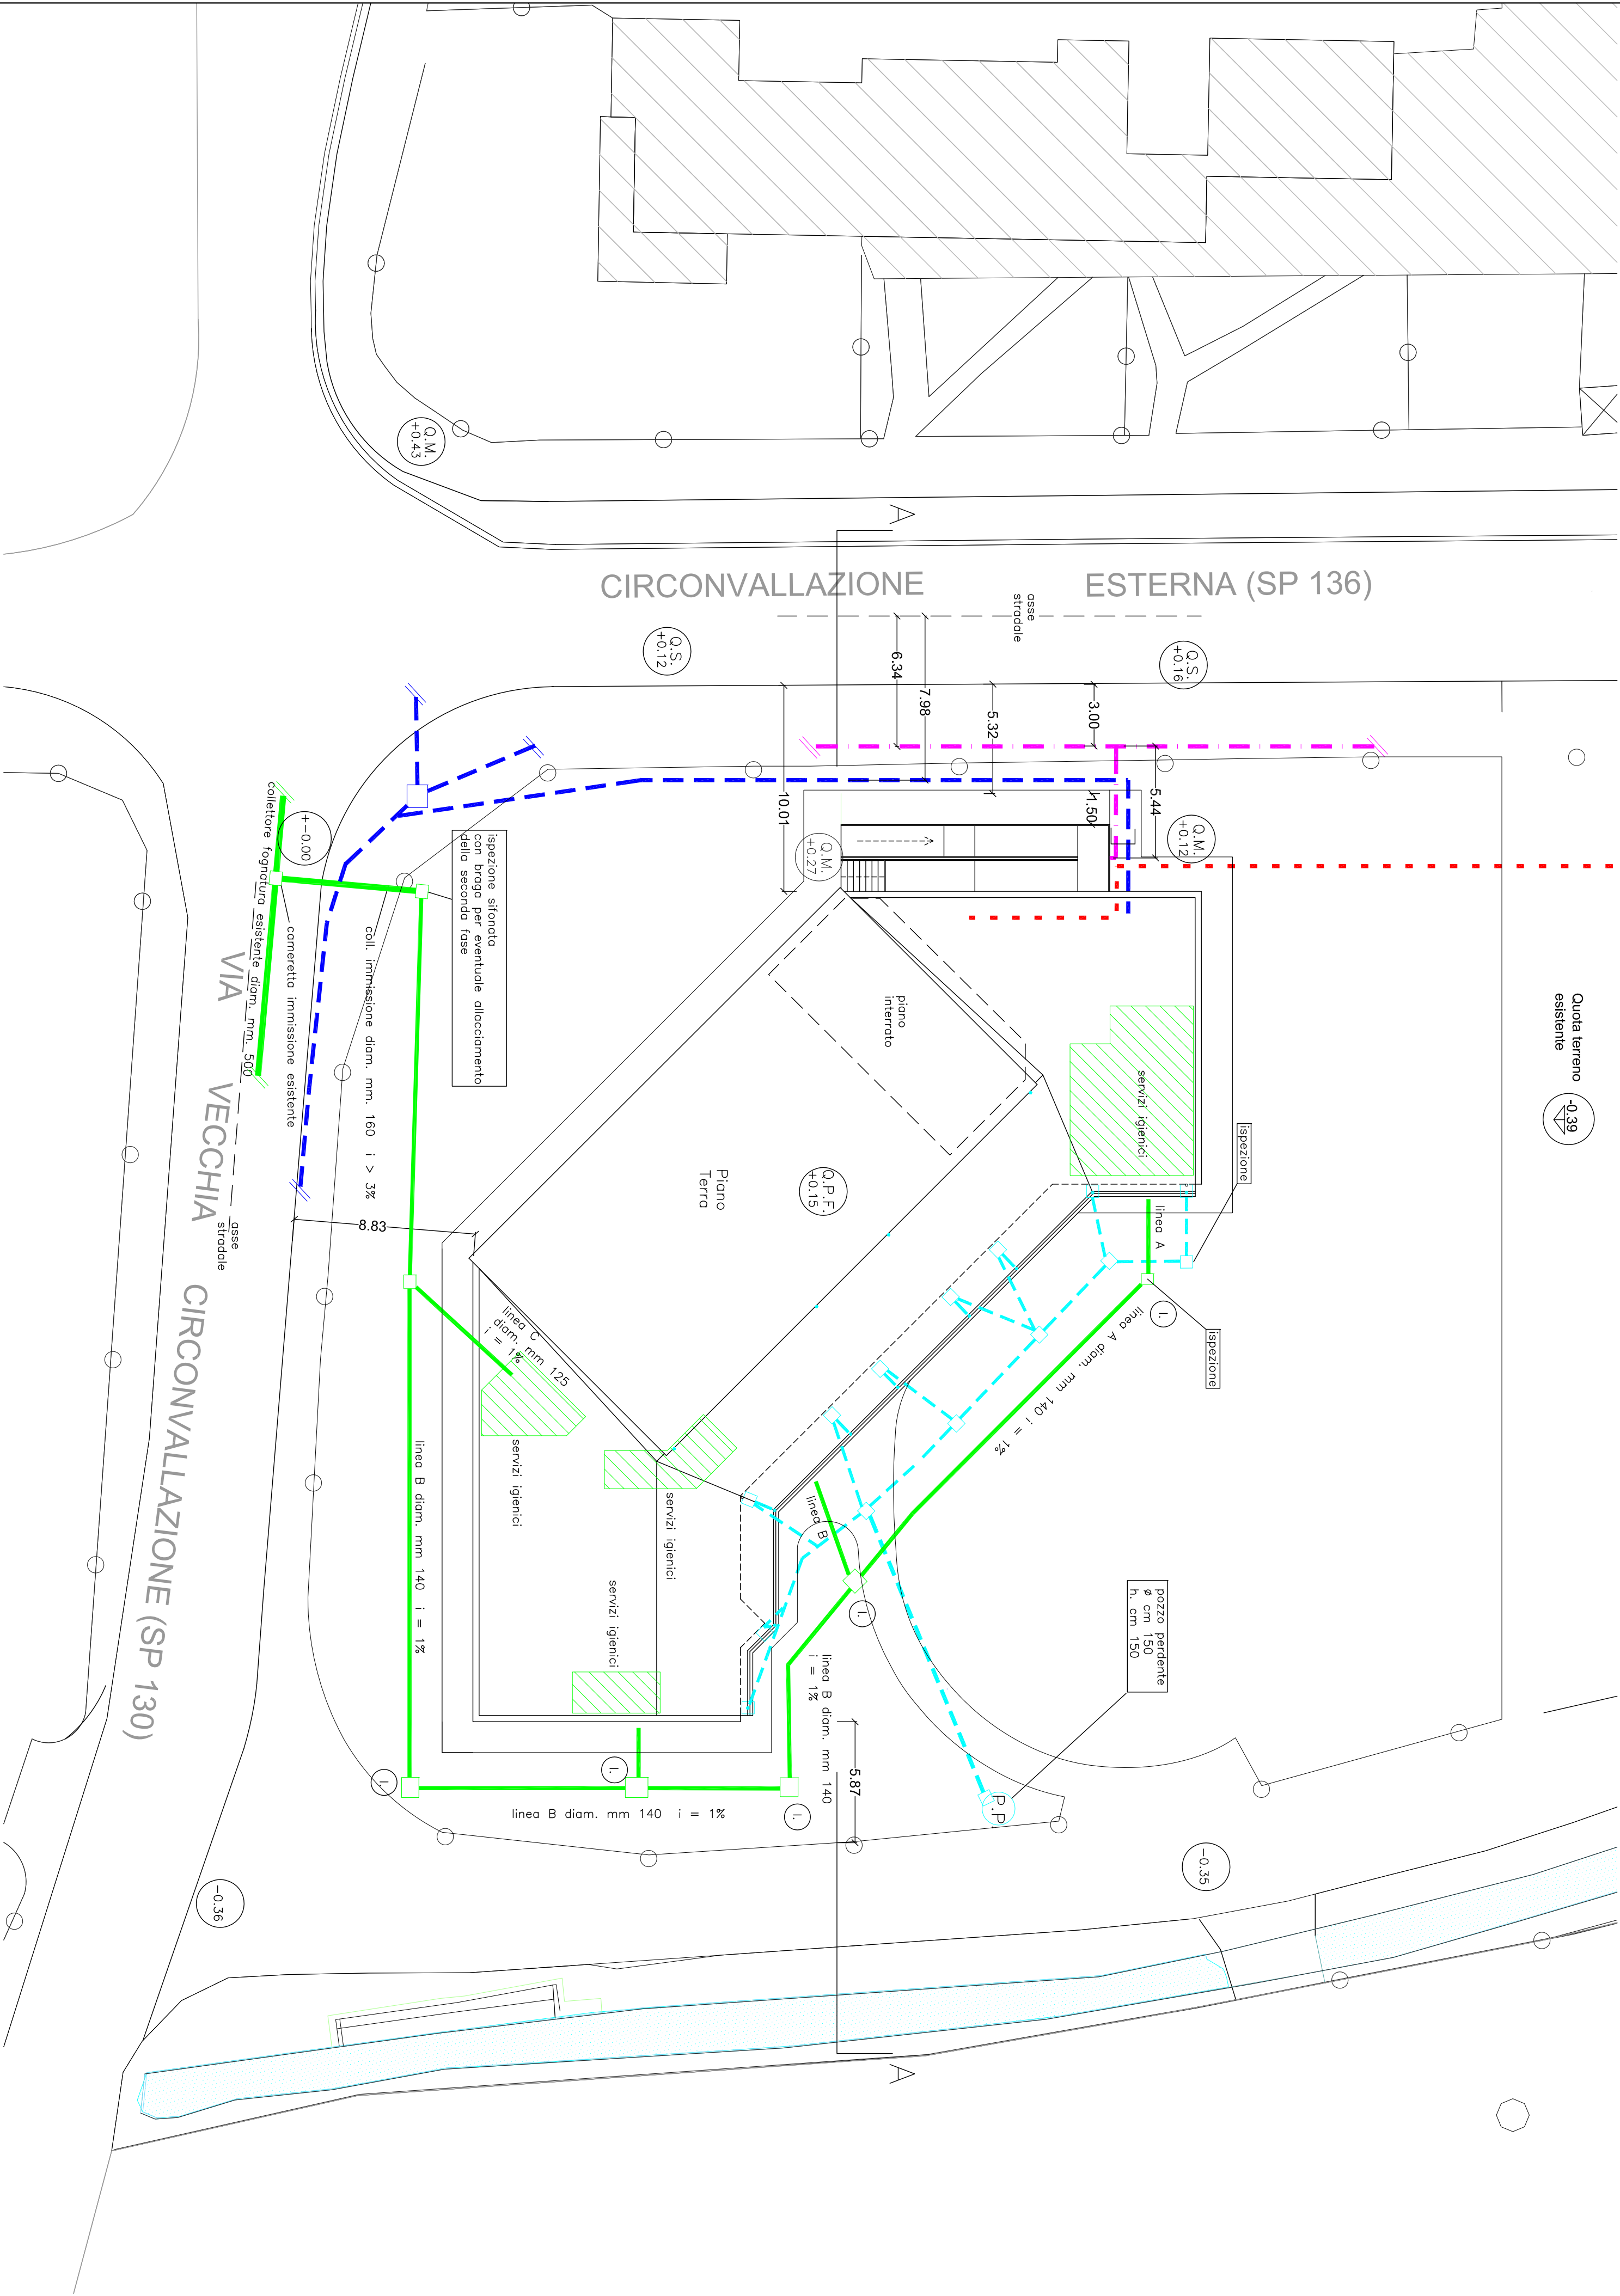 Q.M.
+0.43
A
CIRCONVALLAZIONE ESTERNA (SP 136)
asse
stradale
Q.S.
+0.12
Q.S.
+0.16
6.34
7.98
5.32
3.00
10.01
1.50
5.44
Q.M.
+0.12
Q.M.
+0.27
+-0.00
ispezione sifonata
con braga per eventuale allacciamento
della seconda fase
collettore fognatura esistente diam. mm. 500
cameretta immissione esistente
coll. immissione diam. mm. 160 i > 3%
VIA VECCHIA CIRCONVALLAZIONE (SP 130)
asse
stradale
piano
interrato
servizi igienici
Quota terreno
esistente
-0.39
ispezione
Piano
Terra
Q.P.F.
+0.15
8.83
linea A
I.
ispezione
linea A diam. mm 140 i = 1%
linea C
diam. mm 125
i = 1%
servizi igienici
servizi igienici
servizi igienici
linea B diam. mm 140 i = 1%
linea B
I.
pozzo perdente
ø cm 150
h. cm 150
linea B diam. mm 140
i = 1%
5.87
I.
I.
I.
linea B diam. mm 140 i = 1%
P.P
-0.35
-0.36
A